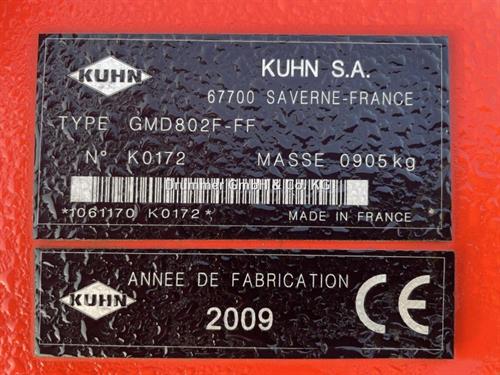 KUHN
KUHN S.A.
67700 SAVERNE-FRANCE
TYPE GMD802F-FF
N° K0172 MASSE 0905kg
Drummer GmbH & Co. KG
*1061170 K0172* MADE IN FRANCE
KUHN
ANNEE DE FABRICATION
2009
CE